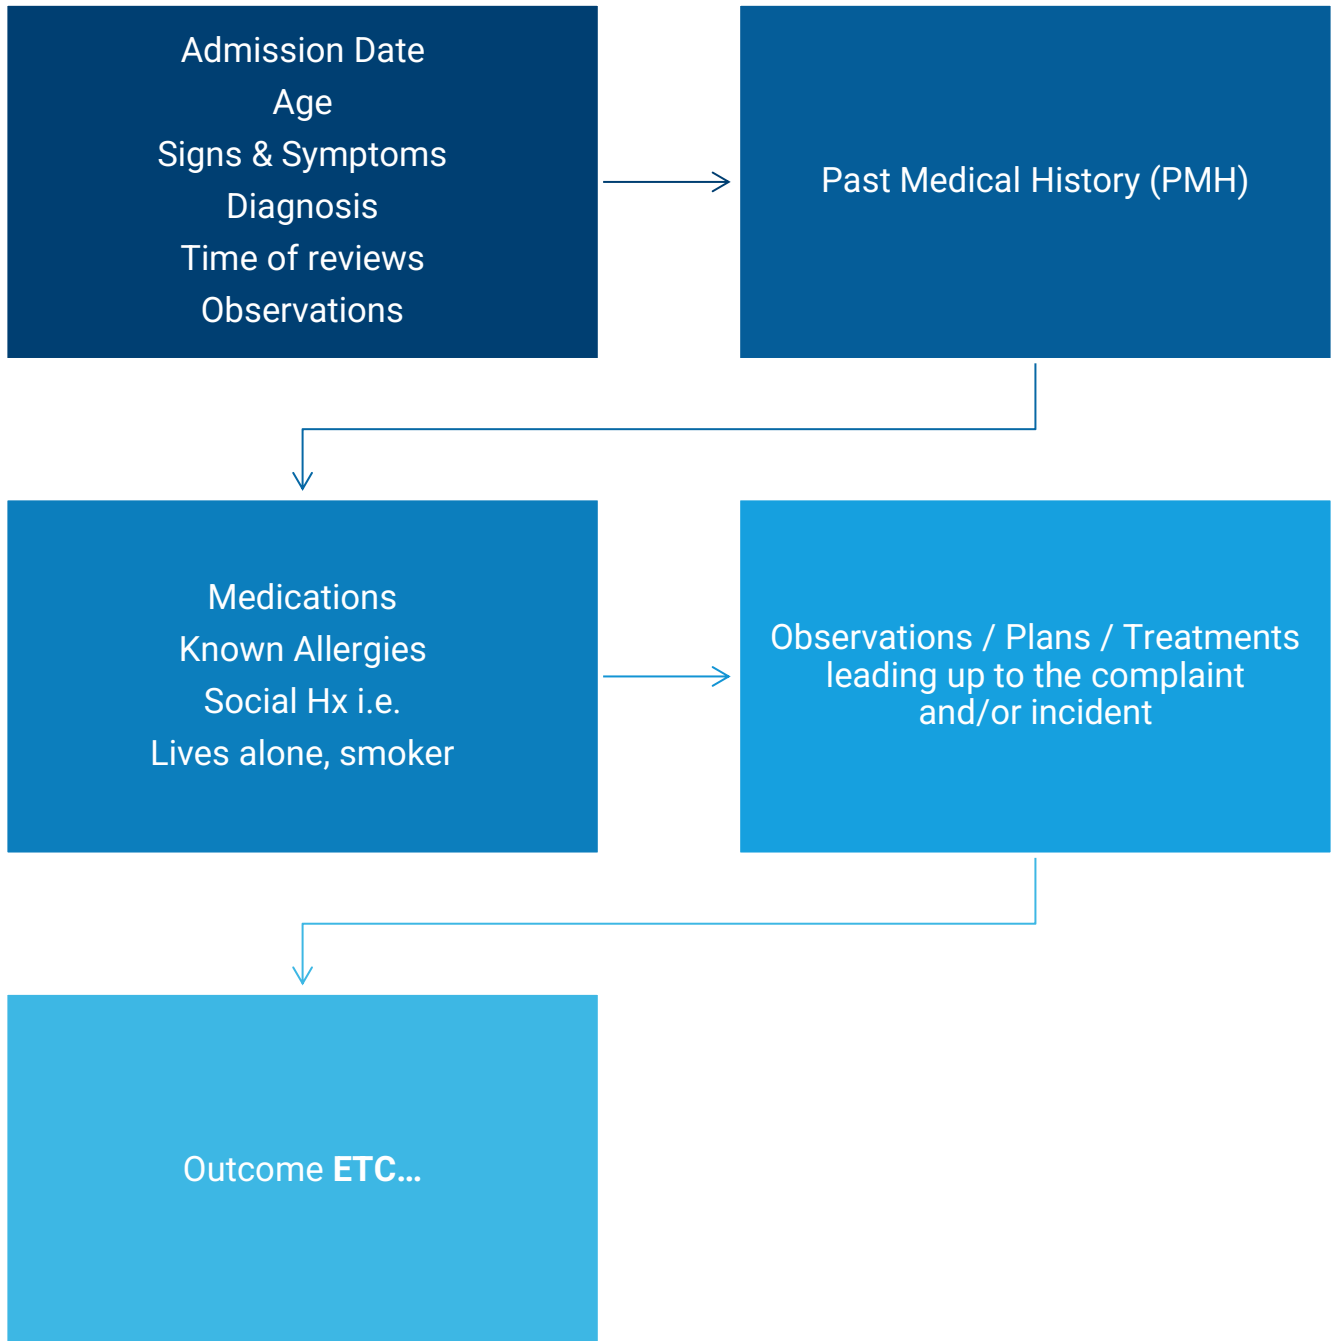 Admission Date
Age
Signs & Symptoms
Diagnosis
Time of reviews
Observations
Past Medical History (PMH)
Medications
Known Allergies
Social Hx i.e.
Lives alone, smoker
Observations / Plans / Treatments
leading up to the complaint
and/or incident
Outcome ETC…